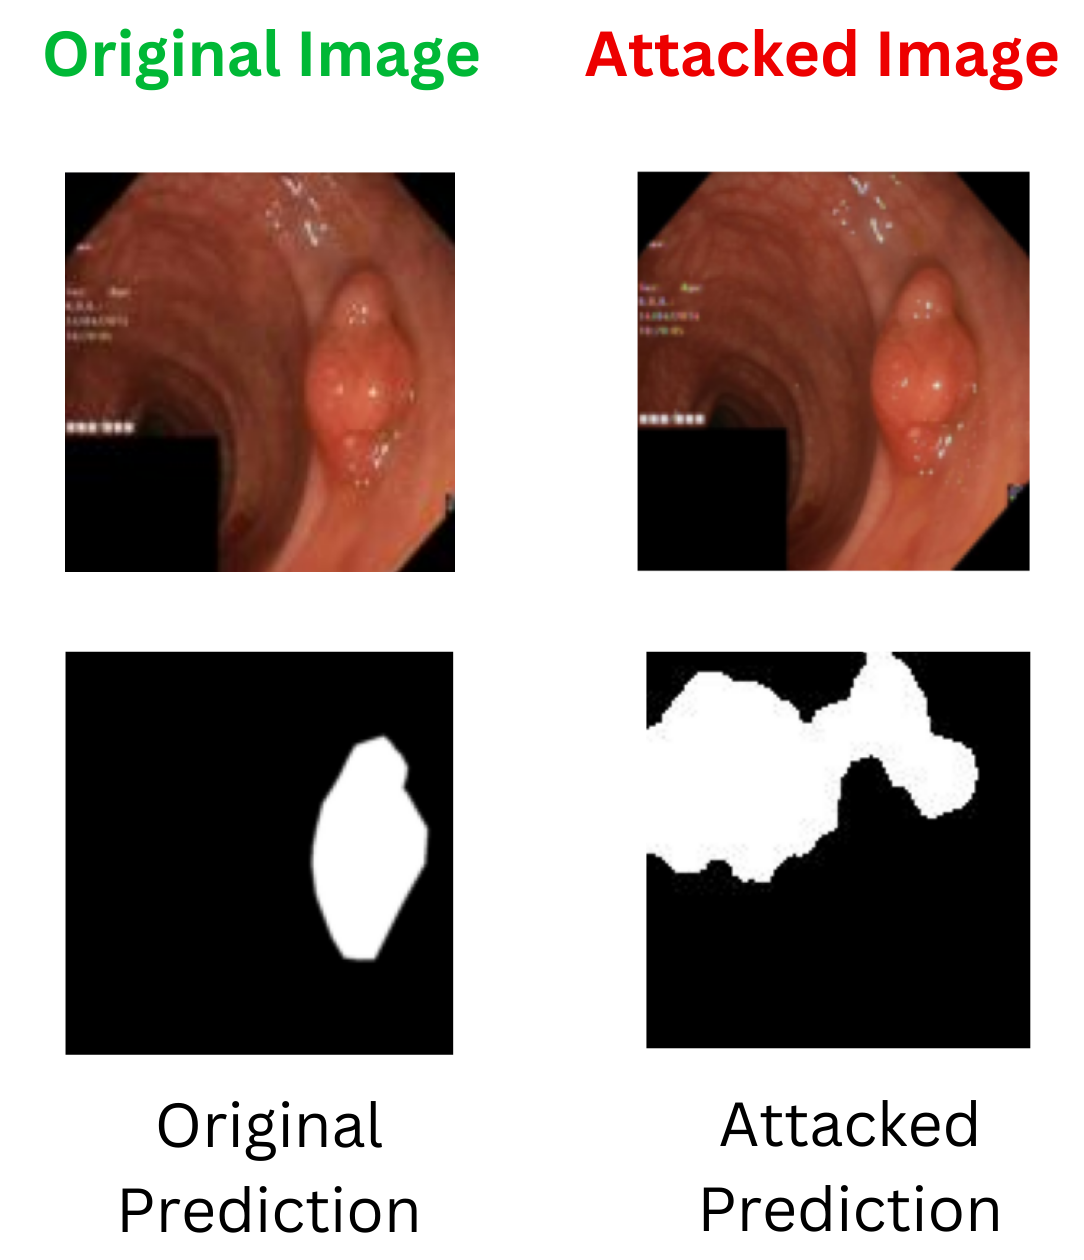 Original Image
Attacked Image
Original
Prediction
Attacked
Prediction